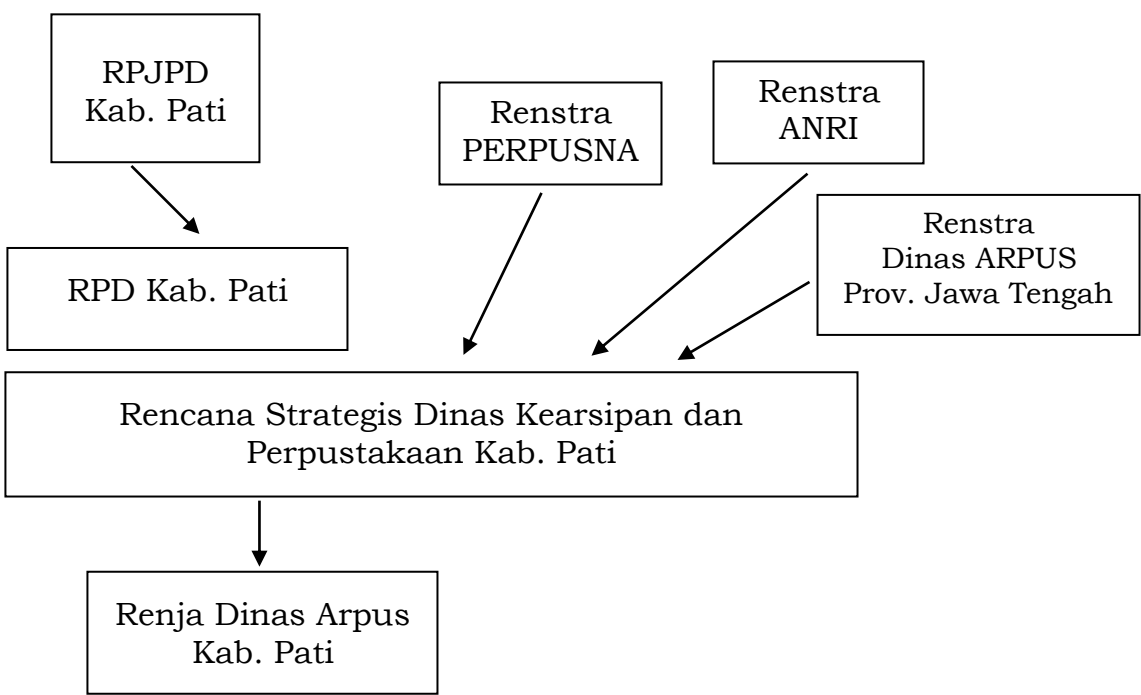 RPJPD
Kab. Pati
Renstra
PERPUSNA
Renstra
ANRI
Renstra
Dinas ARPUS
Prov. Jawa Tengah
RPD Kab. Pati
Rencana Strategis Dinas Kearsipan dan
Perpustakaan Kab. Pati
Renja Dinas Arpus
Kab. Pati